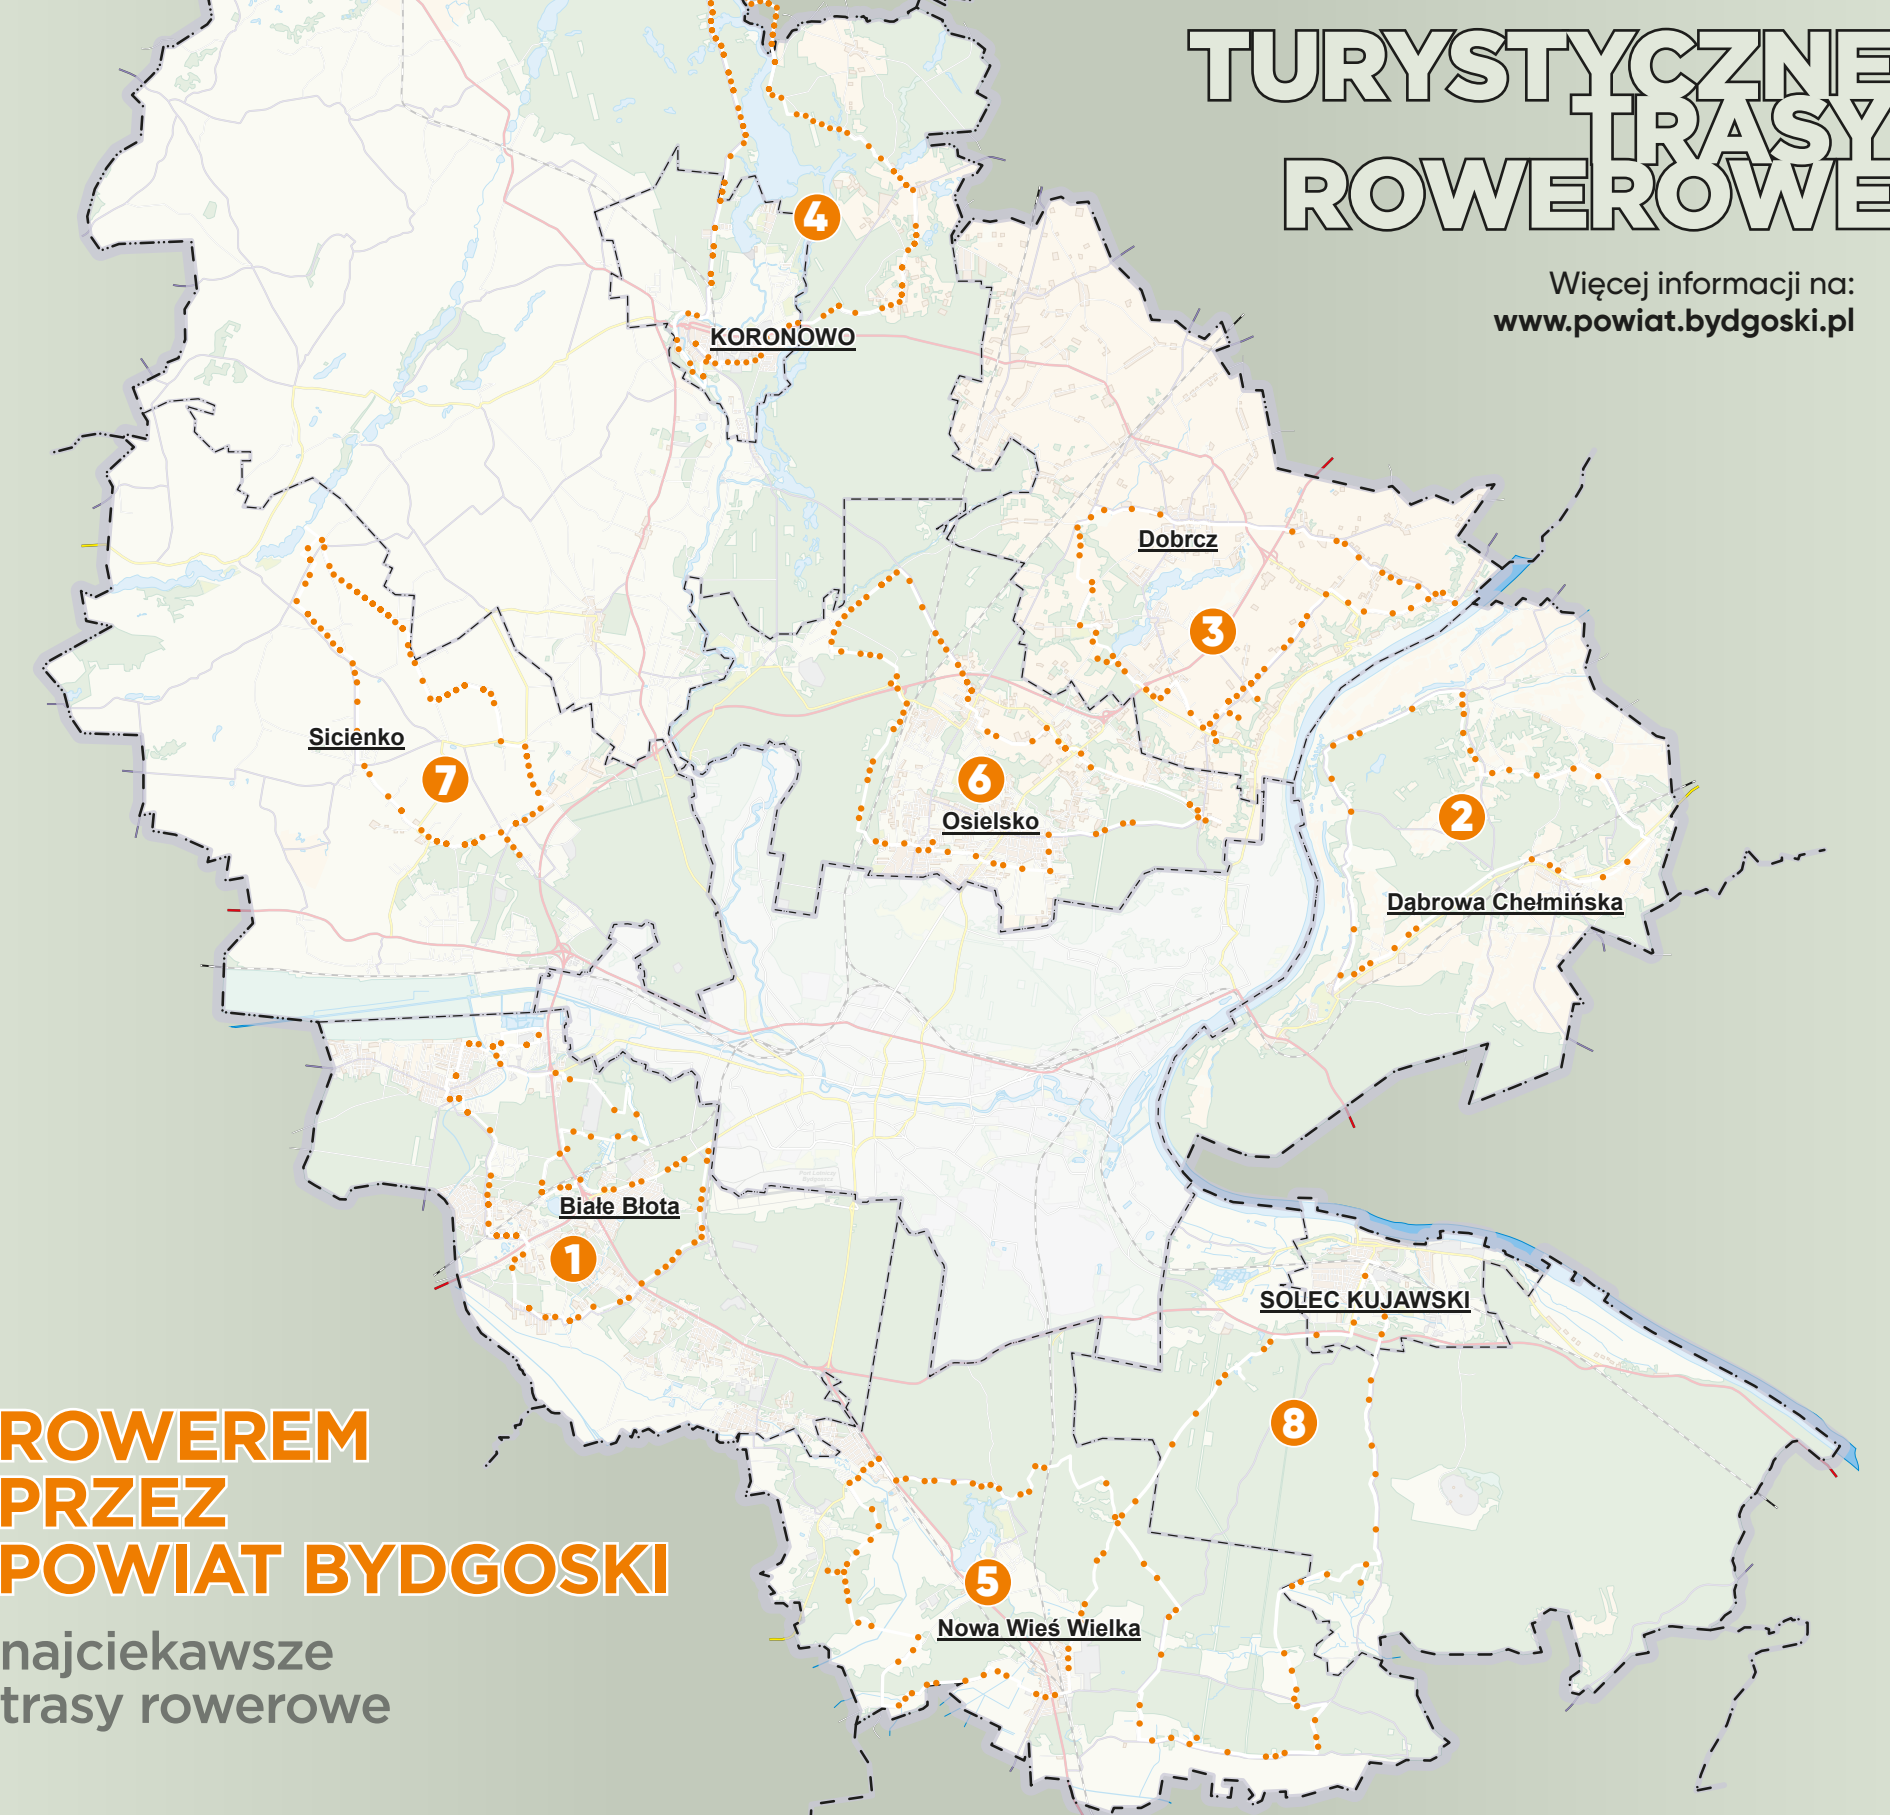 TURYSTYCZNE
TRASY
ROWEROWE
Więcej informacji na:
www.powiat.bydgoski.pl
4
KORONOWO
Dobrcz
3
Sicienko
7
6
Osielsko
2
Dąbrowa Chełmińska
Białe Błota
1
SOLEC KUJAWSKI
8
5
Nowa Wieś Wielka
ROWEREM
PRZEZ
POWIAT BYDGOSKI
najciekawsze
trasy rowerowe